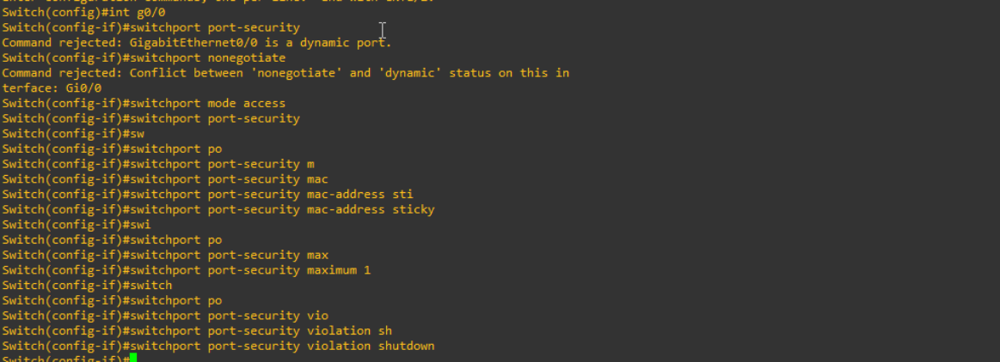 Switch(config)#int g0/0
Switch(config-if)#switchport port-security
Command rejected: GigabitEthernet0/0 is a dynamic port.
Switch(config-if)#switchport nonegotiate
Command rejected: Conflict between 'nonegotiate' and 'dynamic' status on this in
terface: Gi0/0
Switch(config-if)#switchport mode access
Switch(config-if)#switchport port-security
Switch(config-if)#sw
Switch(config-if)#switchport po
Switch(config-if)#switchport port-security m
Switch(config-if)#switchport port-security mac
Switch(config-if)#switchport port-security mac-address sti
Switch(config-if)#switchport port-security mac-address sticky
Switch(config-if)#swi
Switch(config-if)#switchport po
Switch(config-if)#switchport port-security max
Switch(config-if)#switchport port-security maximum 1
Switch(config-if)#switch
Switch(config-if)#switchport po
Switch(config-if)#switchport port-security vio
Switch(config-if)#switchport port-security violation sh
Switch(config-if)#switchport port-security violation shutdown
Switch(config-if)#